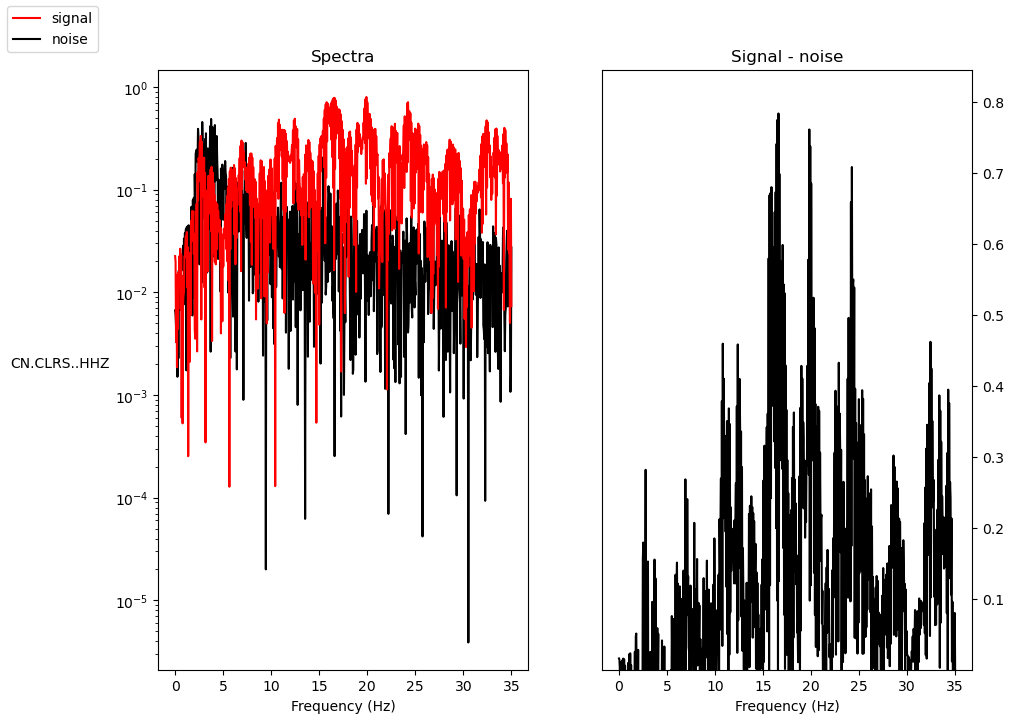 signal
noise
Spectra
Signal - noise
CN.CLRS..HHZ
10⁰
10⁻¹
10⁻²
10⁻³
10⁻⁴
10⁻⁵
0 5 10 15 20 25 30 35
Frequency (Hz)
0.8
0.7
0.6
0.5
0.4
0.3
0.2
0.1
0 5 10 15 20 25 30 35
Frequency (Hz)